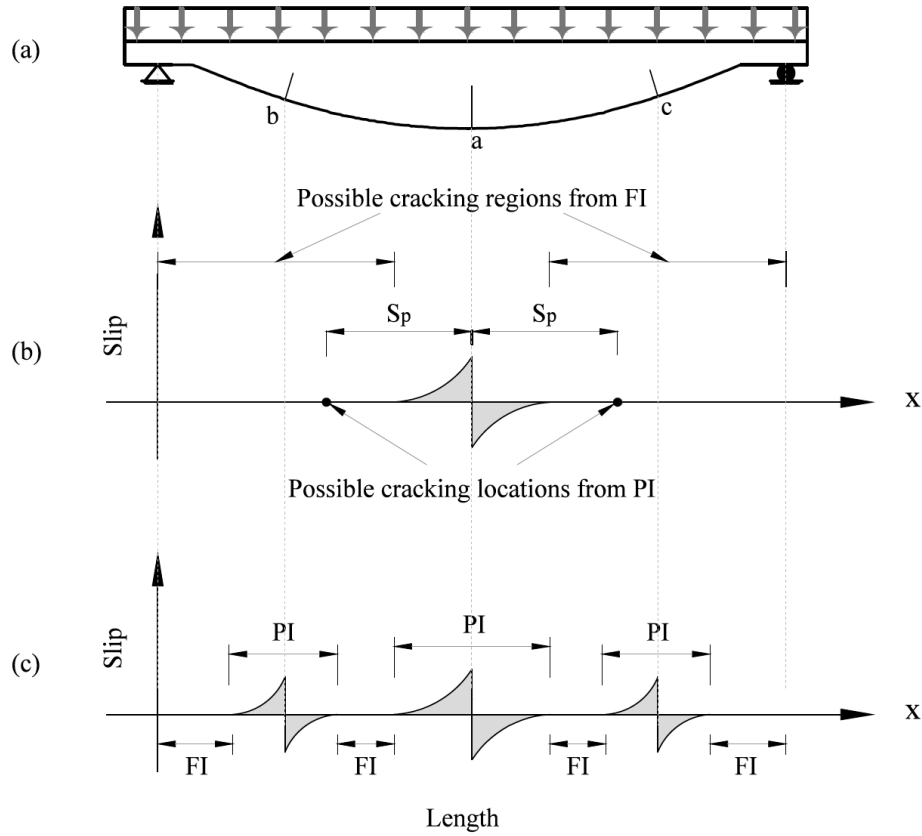 (a)
b
a
c
Possible cracking regions from FI
Slip
Sp
Sp
(b)
x
Possible cracking locations from PI
Slip
PI
PI
PI
(c)
x
FI
FI
FI
FI
Length